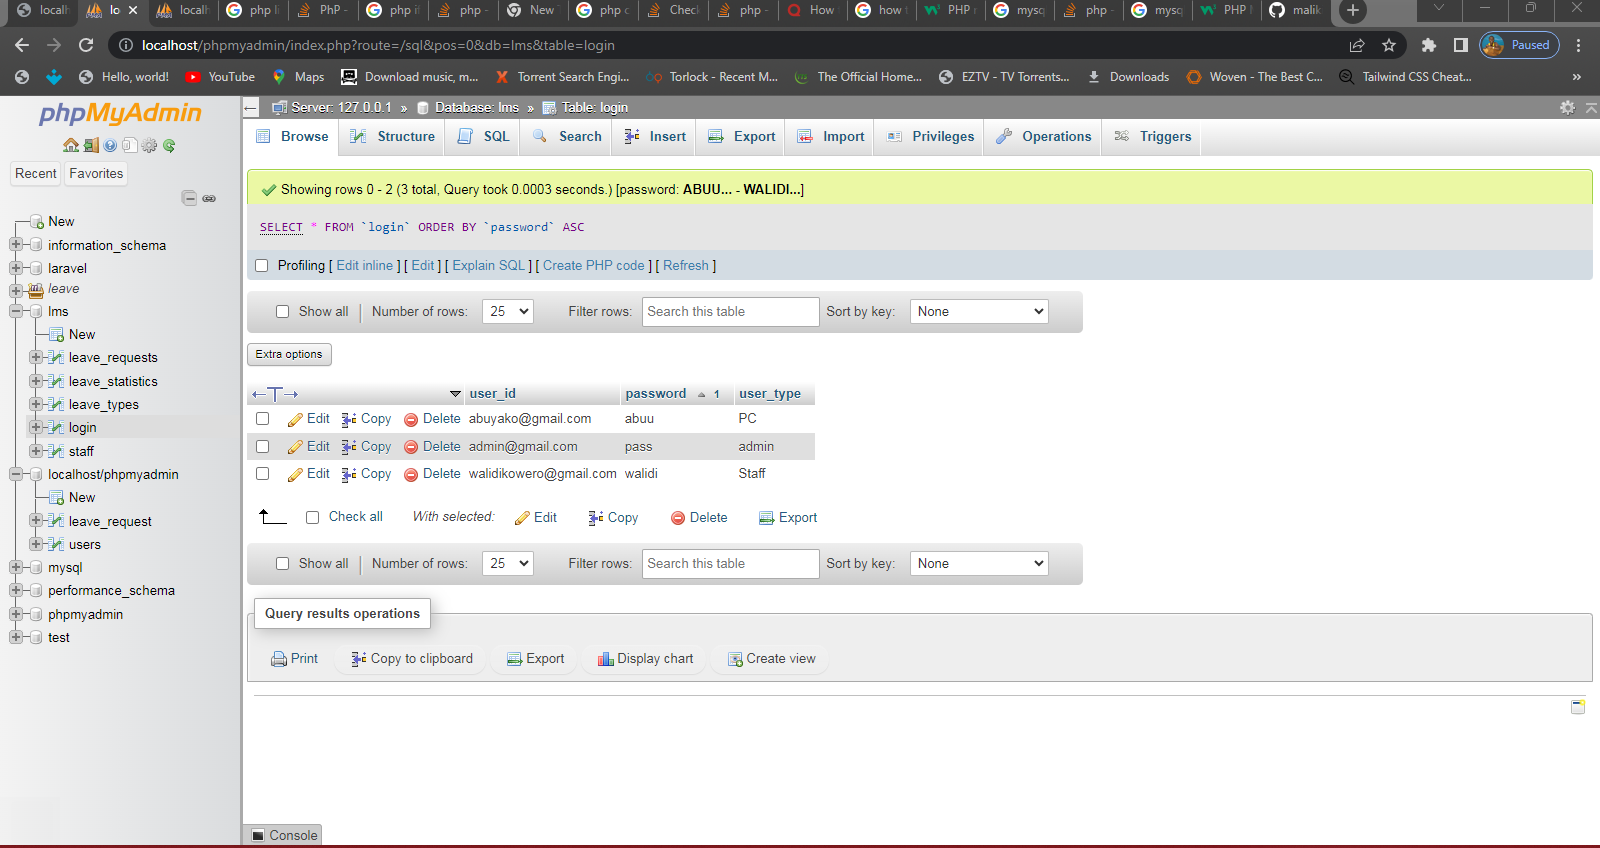 localh
lo
localh
php li
PhP -
php if
php -
New T
php c
Check
php -
How
how t
PHP r
mysq
php -
mysq
PHP M
malik
localhost/phpmyadmin/index.php?route=/sql&pos=0&db=lms&table=login
Paused
Hello, world!
YouTube
Maps
Download music, m...
Torrent Search Engi...
Torlock - Recent M...
The Official Home...
EZTV - TV Torrents...
Downloads
Woven - The Best C...
Tailwind CSS Cheat...
»
phpMyAdmin
Recent Favorites
New
information_schema
laravel
leave
lms
New
leave_requests
leave_statistics
leave_types
login
staff
localhost/phpmyadmin
New
leave_request
users
mysql
performance_schema
phpmyadmin
test
Server: 127.0.0.1 » Database: lms » Table: login
Browse Structure SQL Search Insert Export Import Privileges Operations Triggers
Showing rows 0 - 2 (3 total, Query took 0.0003 seconds.) [password: ABUU... - WALIDI...]
SELECT * FROM `login` ORDER BY `password` ASC
Profiling [ Edit inline ] [ Edit ] [ Explain SQL ] [ Create PHP code ] [ Refresh ]
Show all | Number of rows: 25 Filter rows: Search this table Sort by key: None
Extra options
user_id password 1 user_type
Edit Copy Delete abuyako@gmail.com abuu PC
Edit Copy Delete admin@gmail.com pass admin
Edit Copy Delete walidikowero@gmail.com walidi Staff
Check all With selected: Edit Copy Delete Export
Show all | Number of rows: 25 Filter rows: Search this table Sort by key: None
Query results operations
Print Copy to clipboard Export Display chart Create view
Console